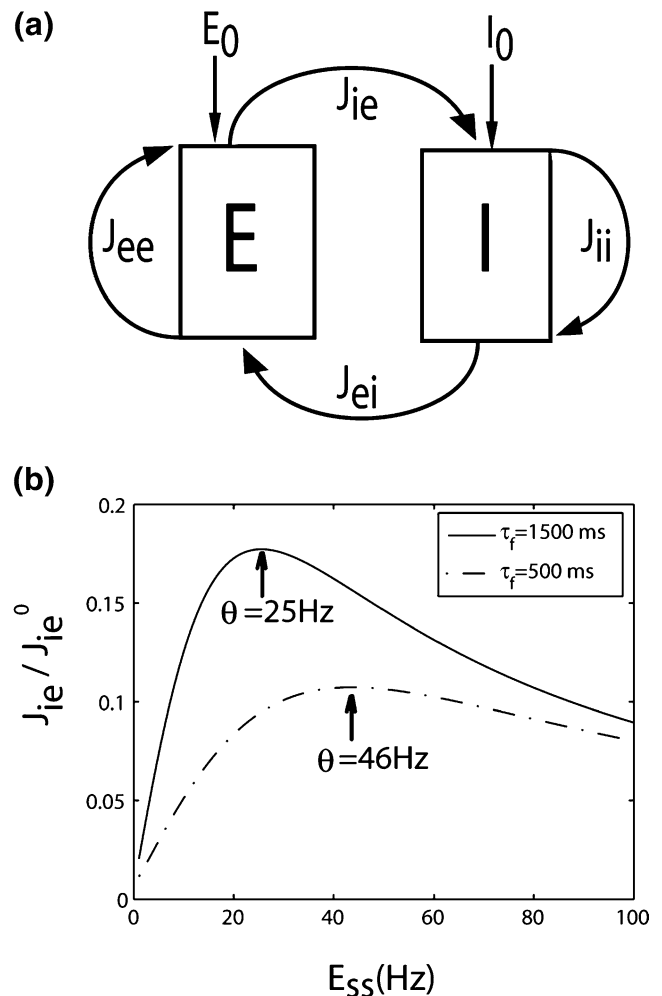 (a)
E0
I0
Jie
Jee
E
I
Jii
Jei
(b)
0.2
τf=1500 ms
τf=500 ms
0.15
θ=25Hz
Jie / Jie0
0.1
θ=46Hz
0.05
0
0 20 40 60 80 100
Ess(Hz)